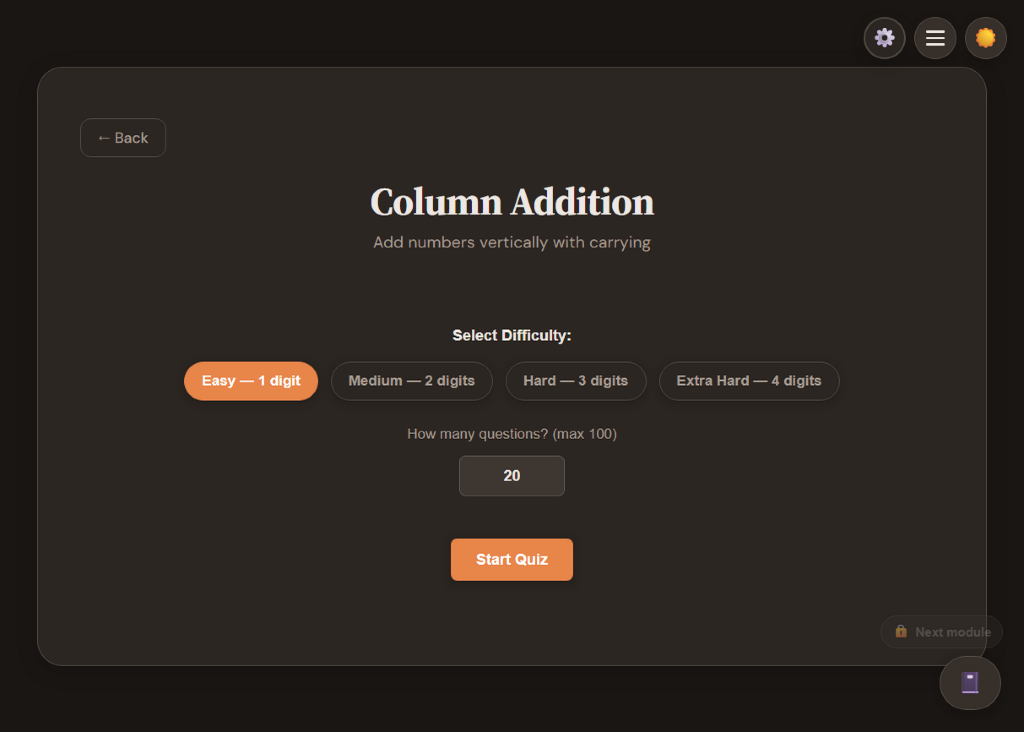 ← Back
Column Addition
Add numbers vertically with carrying
Select Difficulty:
Easy — 1 digit
Medium — 2 digits
Hard — 3 digits
Extra Hard — 4 digits
How many questions? (max 100)
20
Start Quiz
Next module